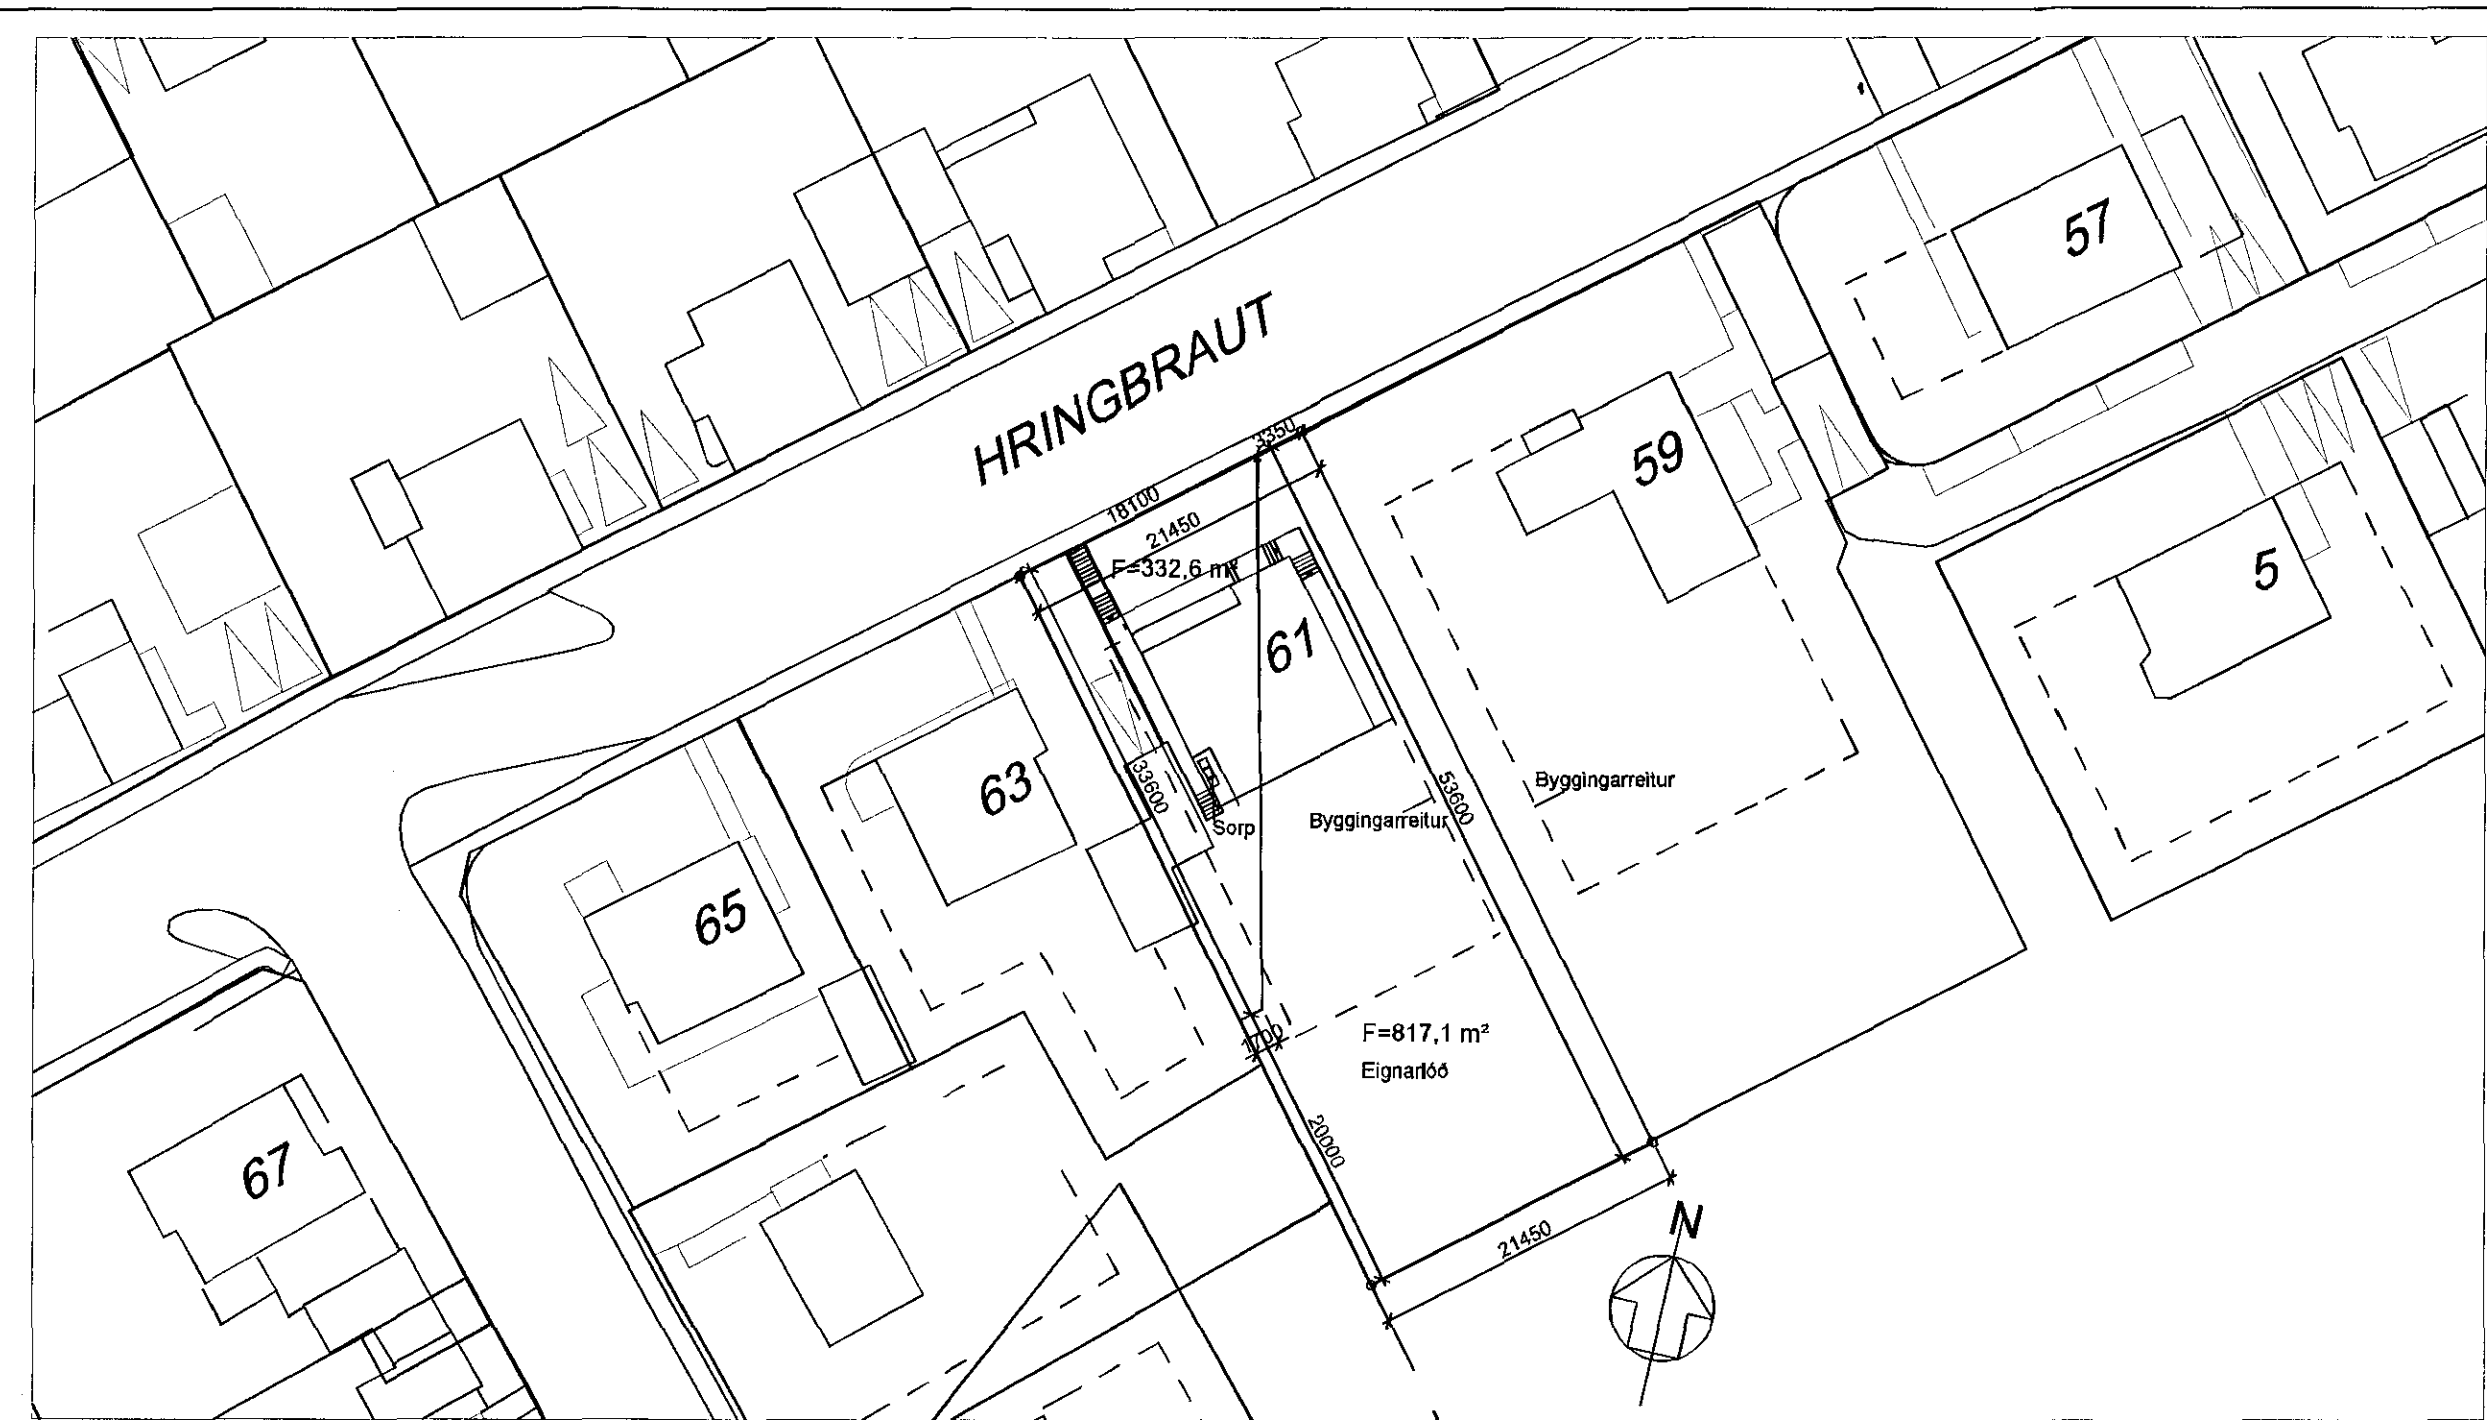 57
HRINGBRAUT
3350
59
18100
21450
F=332,6 m²
5
61
63
33600
53600
Byggingarreitur
Sorp
Byggingarreitur
65
1700
F=817,1 m²
Eignarlóð
20000
67
21450
N